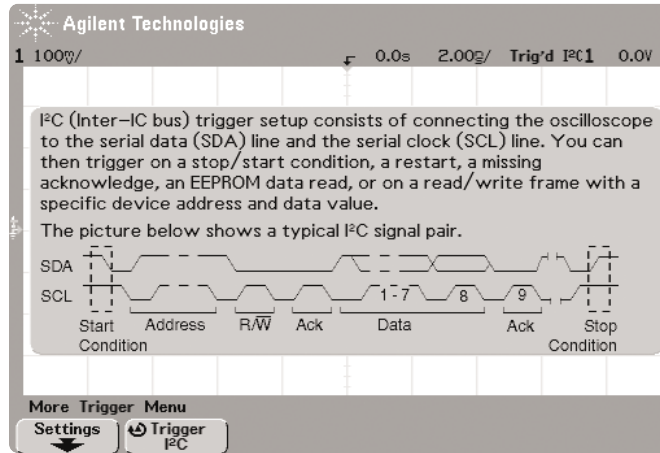 Agilent Technologies
1 100mV/ 0.0s 2.00s/ Trig'd I²C 1 0.0V
I²C (Inter-IC bus) trigger setup consists of connecting the oscilloscope
to the serial data (SDA) line and the serial clock (SCL) line. You can
then trigger on a stop/start condition, a restart, a missing
acknowledge, an EEPROM data read, or on a read/write frame with a
specific device address and data value.
The picture below shows a typical I²C signal pair.
SDA
SCL 1-7 8 9
Start Address R/W̅ Ack Data Ack Stop
Condition Condition
More Trigger Menu
Settings Trigger
I²C